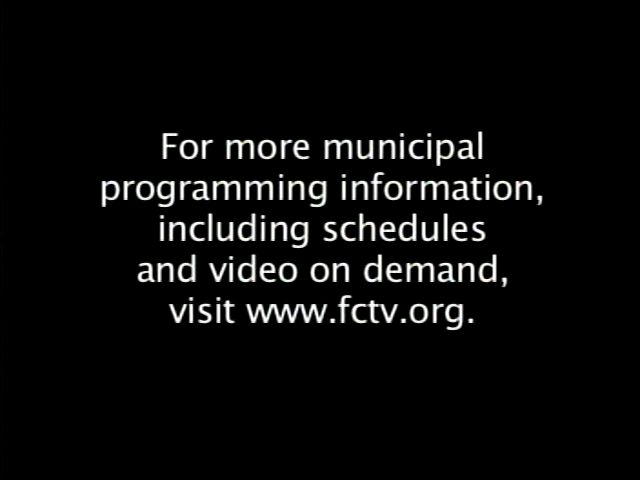 For more municipal
programming information,
including schedules
and video on demand,
visit www.fctv.org.